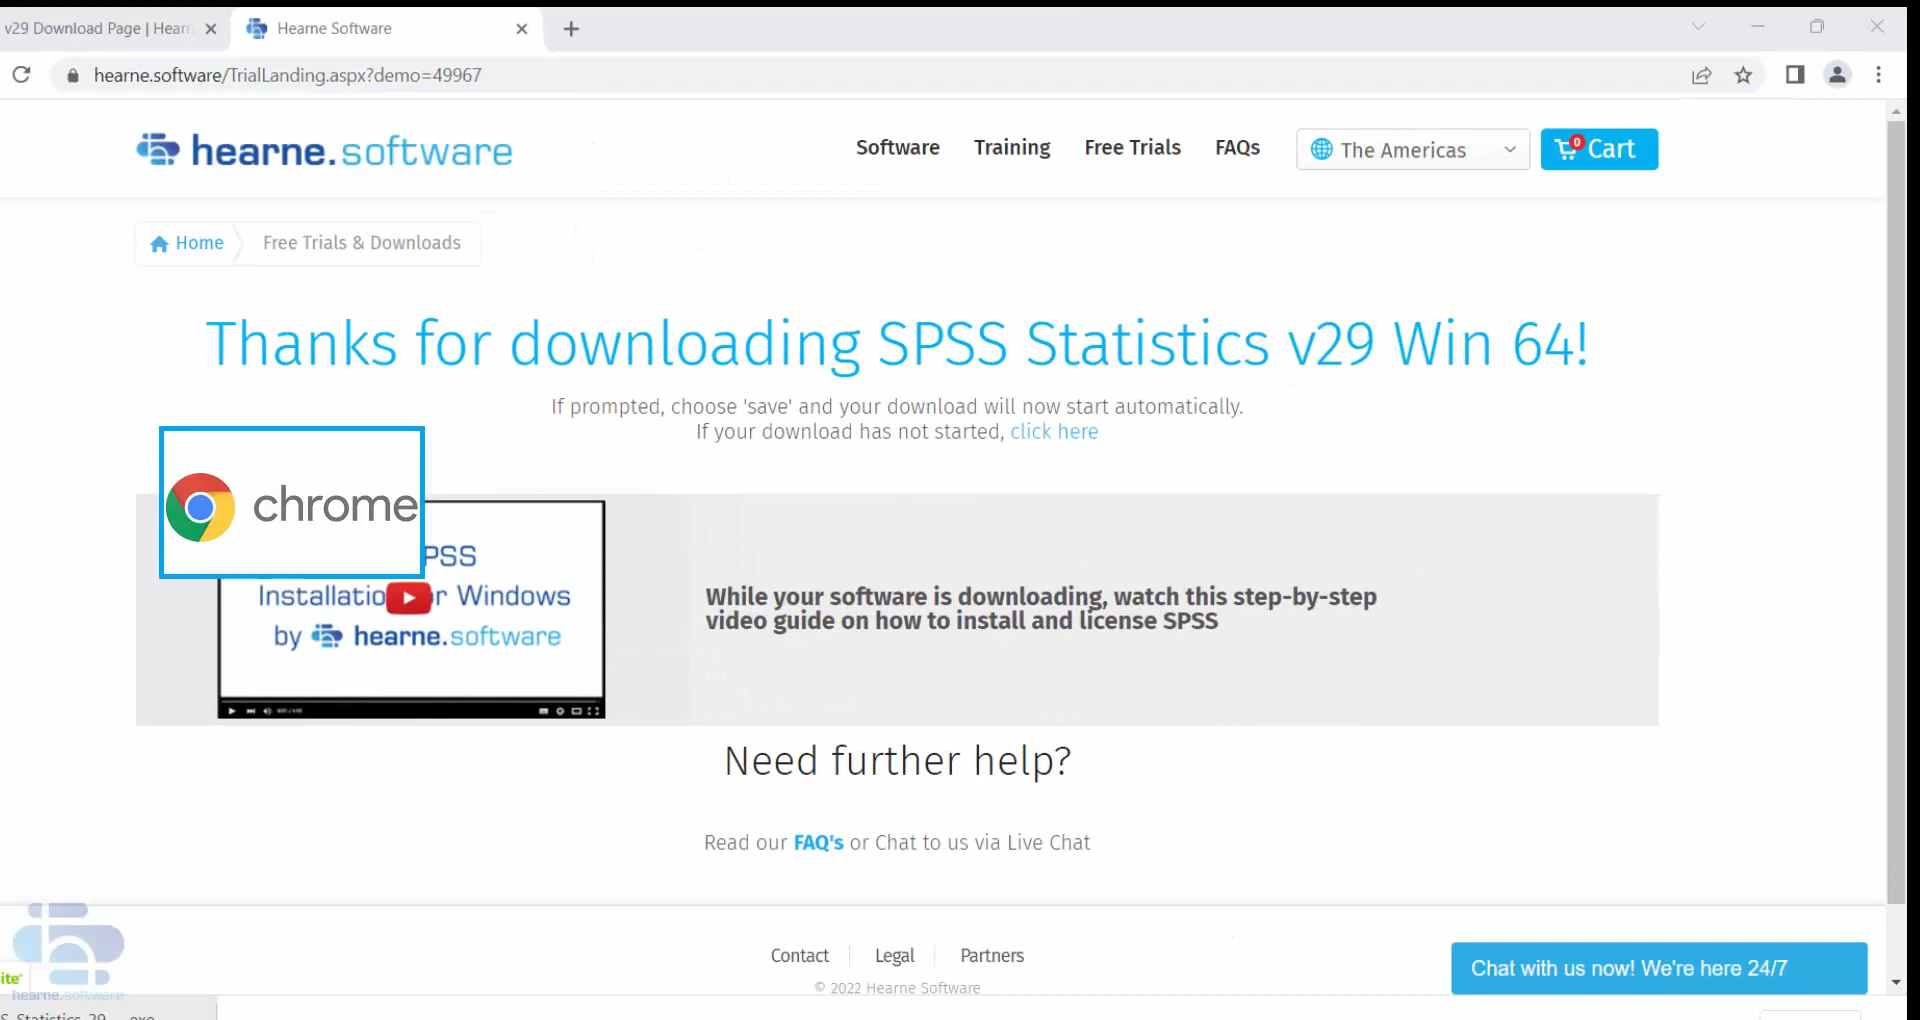 v29 Download Page | Hearn
Hearne Software
hearne.software/TrialLanding.aspx?demo=49967
hearne.software
Software
Training
Free Trials
FAQs
The Americas
0
Cart
Home
Free Trials & Downloads
Thanks for downloading SPSS Statistics v29 Win 64!
If prompted, choose 'save' and your download will now start automatically.
If your download has not started, click here
chrome
PSS
Installatio r Windows
by hearne.software
While your software is downloading, watch this step-by-step
video guide on how to install and license SPSS
Need further help?
Read our FAQ's or Chat to us via Live Chat
Contact
Legal
Partners
© 2022 Hearne Software
Chat with us now! We're here 24/7
ite
hearne.software